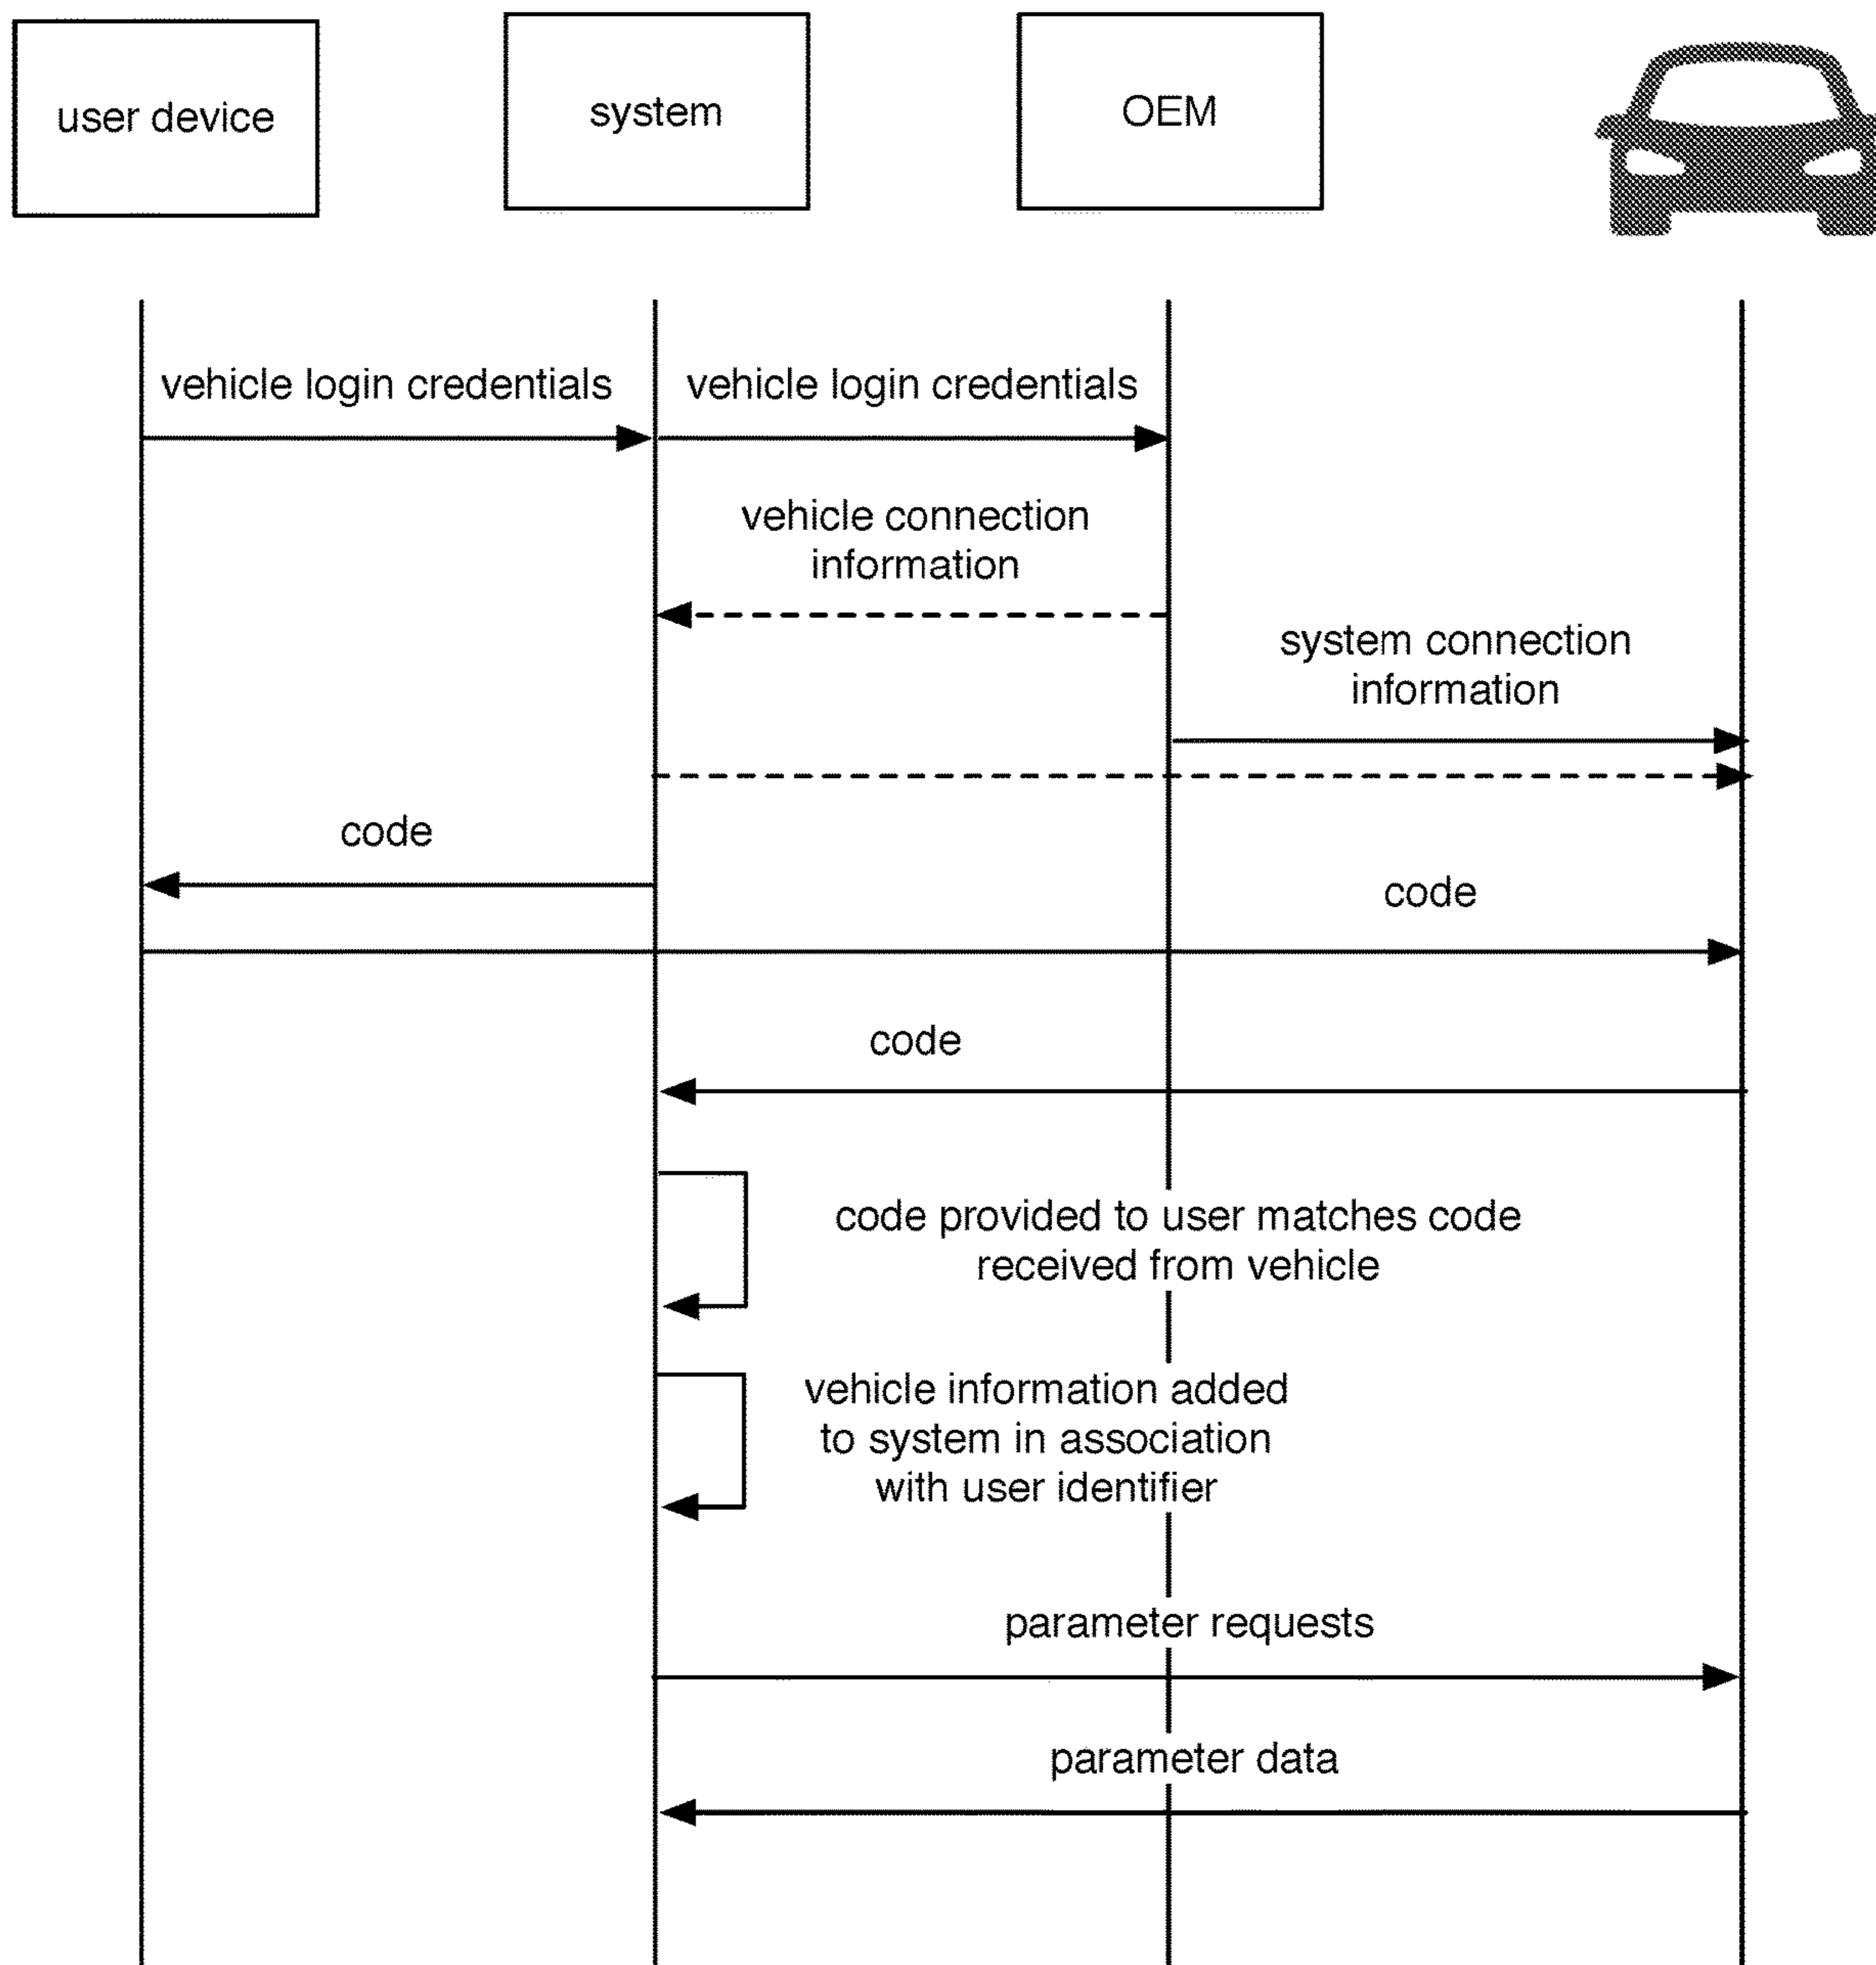 user device
system
OEM
vehicle login credentials
vehicle login credentials
vehicle connection
information
system connection
information
code
code
code
code provided to user matches code
received from vehicle
vehicle information added
to system in association
with user identifier
parameter requests
parameter data